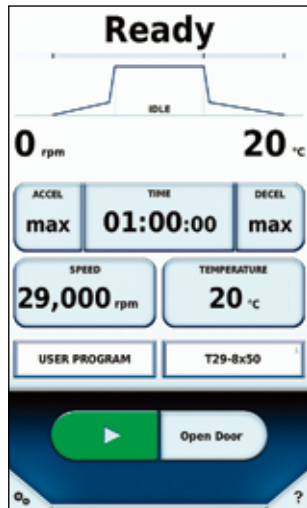 Ready
IDLE
0 rpm 20 °C
ACCEL TIME DECEL
max 01:00:00 max
SPEED TEMPERATURE
29,000 rpm 20 °C
USER PROGRAM T29-8x50
Open Door
?